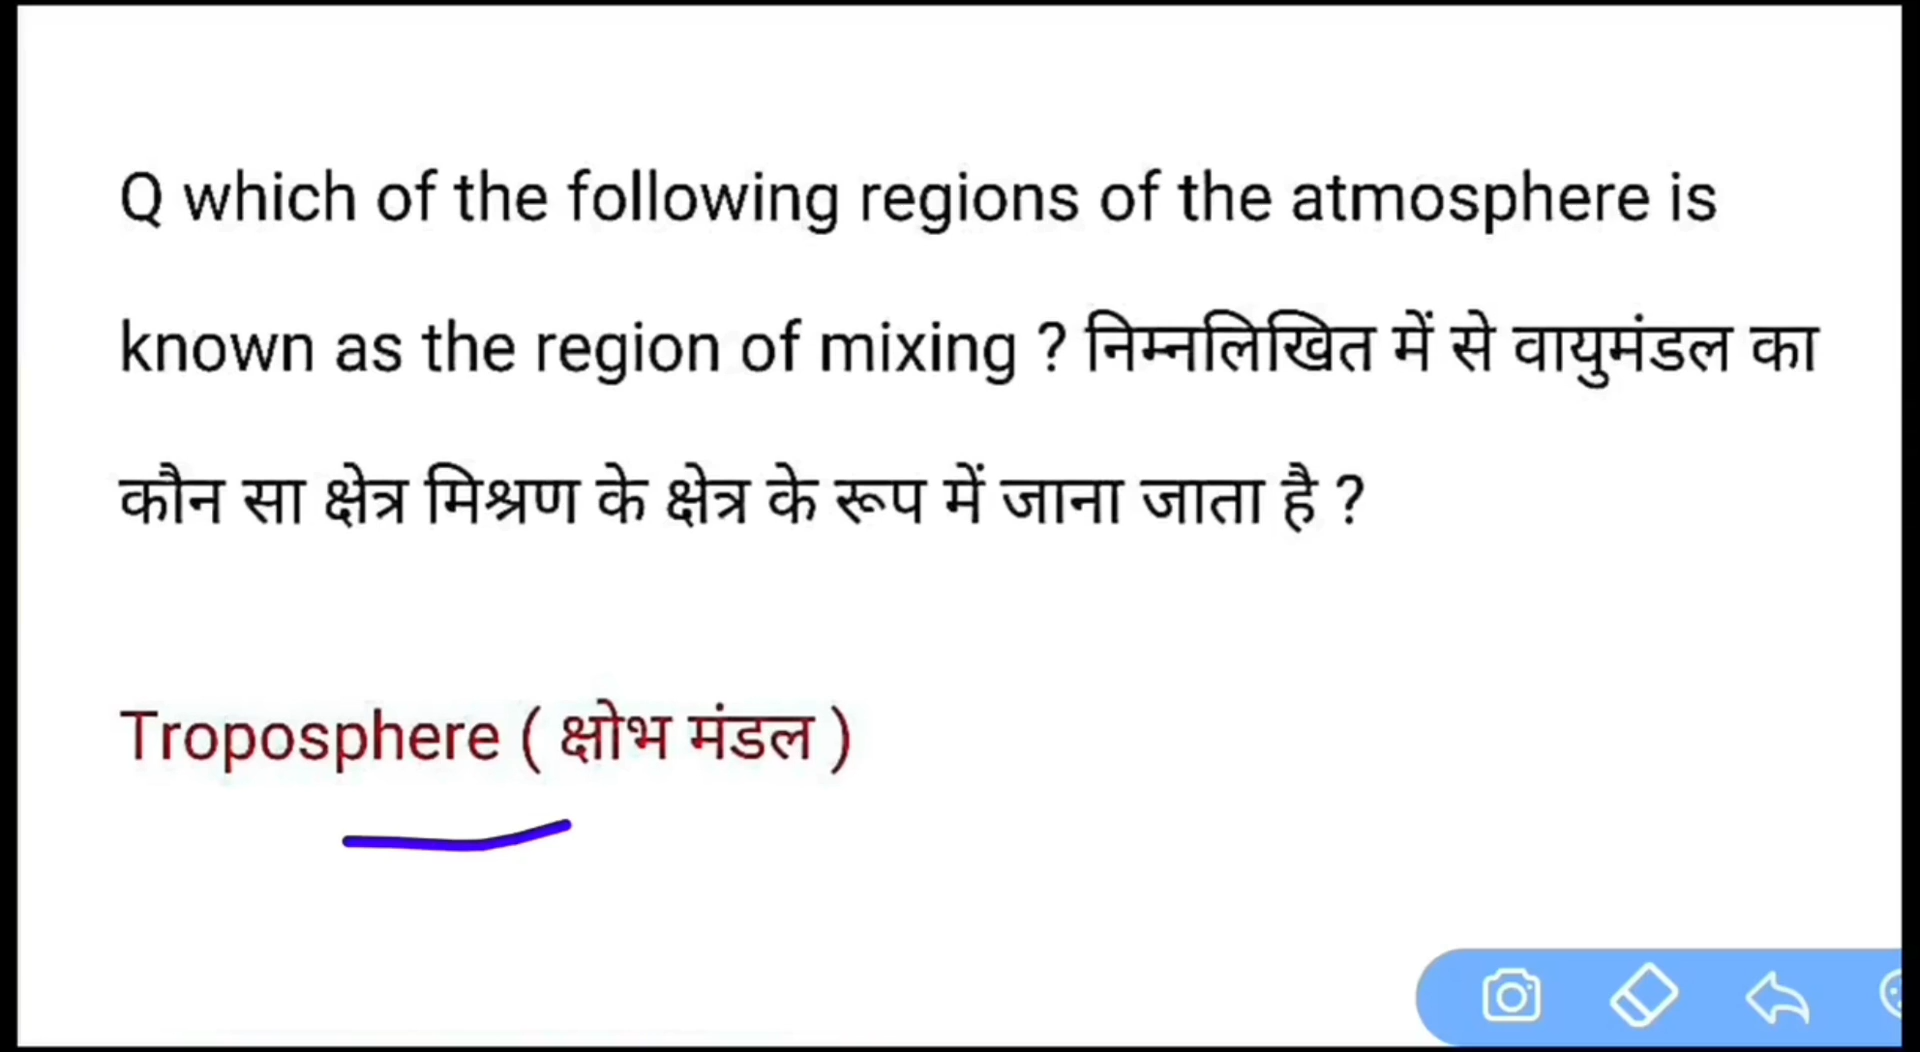 Q which of the following regions of the atmosphere is
known as the region of mixing ? निम्नलिखित में से वायुमंडल का
कौन सा क्षेत्र मिश्रण के क्षेत्र के रूप में जाना जाता है ?
Troposphere ( क्षोभ मंडल )